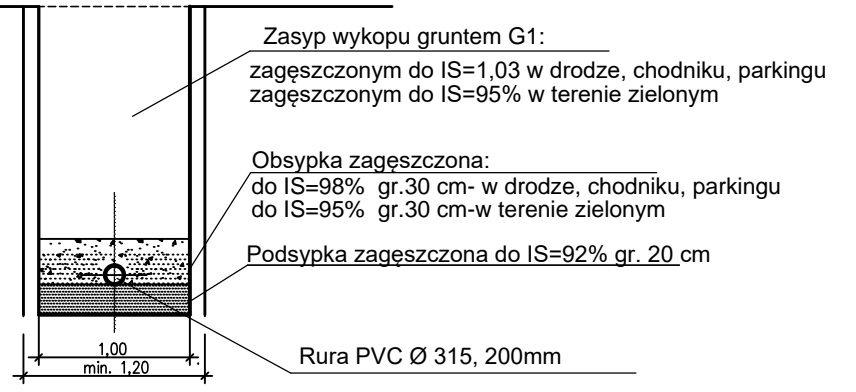 Zasyp wykopu gruntem G1:
zagęszczonym do IS=1,03 w drodze, chodniku, parkingu
zagęszczonym do IS=95% w terenie zielonym
Obsypka zagęszczona:
do IS=98% gr.30 cm- w drodze, chodniku, parkingu
do IS=95% gr.30 cm-w terenie zielonym
Podsypka zagęszczona do IS=92% gr. 20 cm
Rura PVC Ø 315, 200mm
1,00
min. 1,20